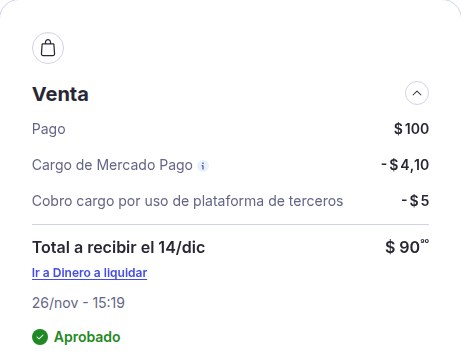 Venta
Pago $100
Cargo de Mercado Pago i -$4,10
Cobro cargo por uso de plataforma de terceros -$5
Total a recibir el 14/dic $ 90⁹⁰
Ir a Dinero a liquidar
26/nov - 15:19
Aprobado